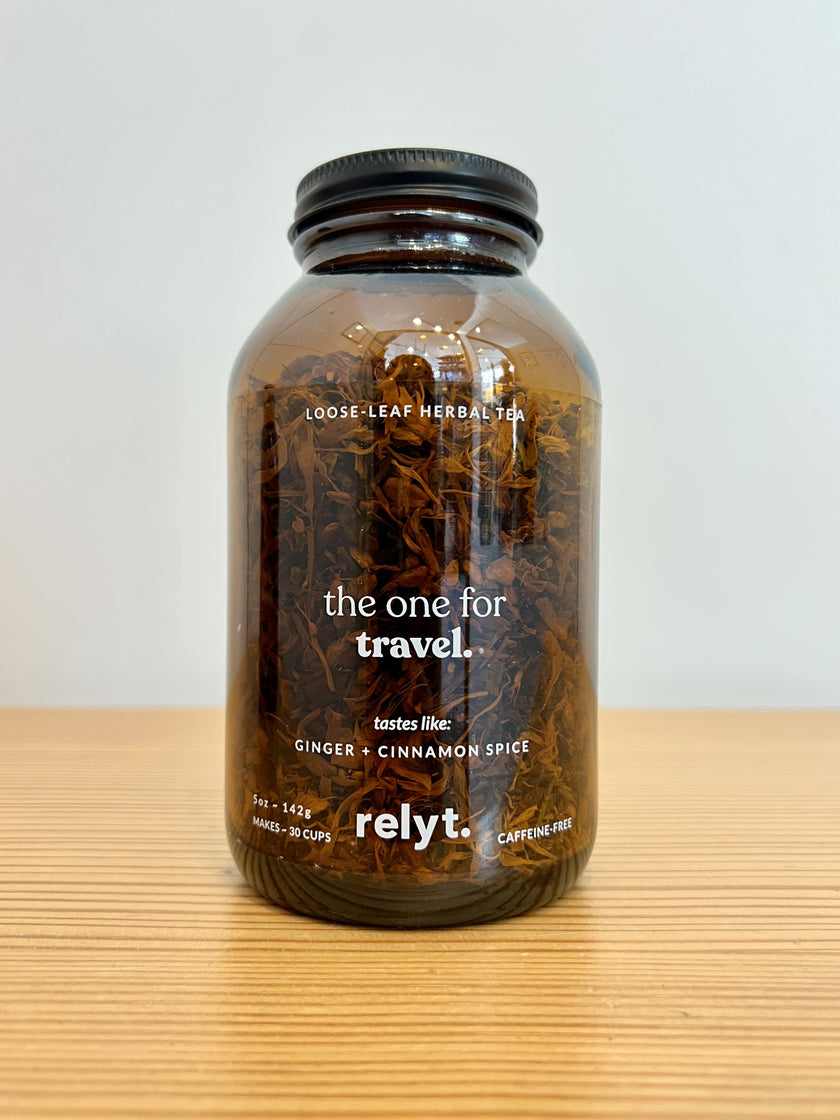 LOOSE-LEAF HERBAL TEA
the one for
travel.
tastes like:
GINGER + CINNAMON SPICE
5oz ~ 142g
MAKES ~ 30 CUPS
relyt.
CAFFEINE-FREE